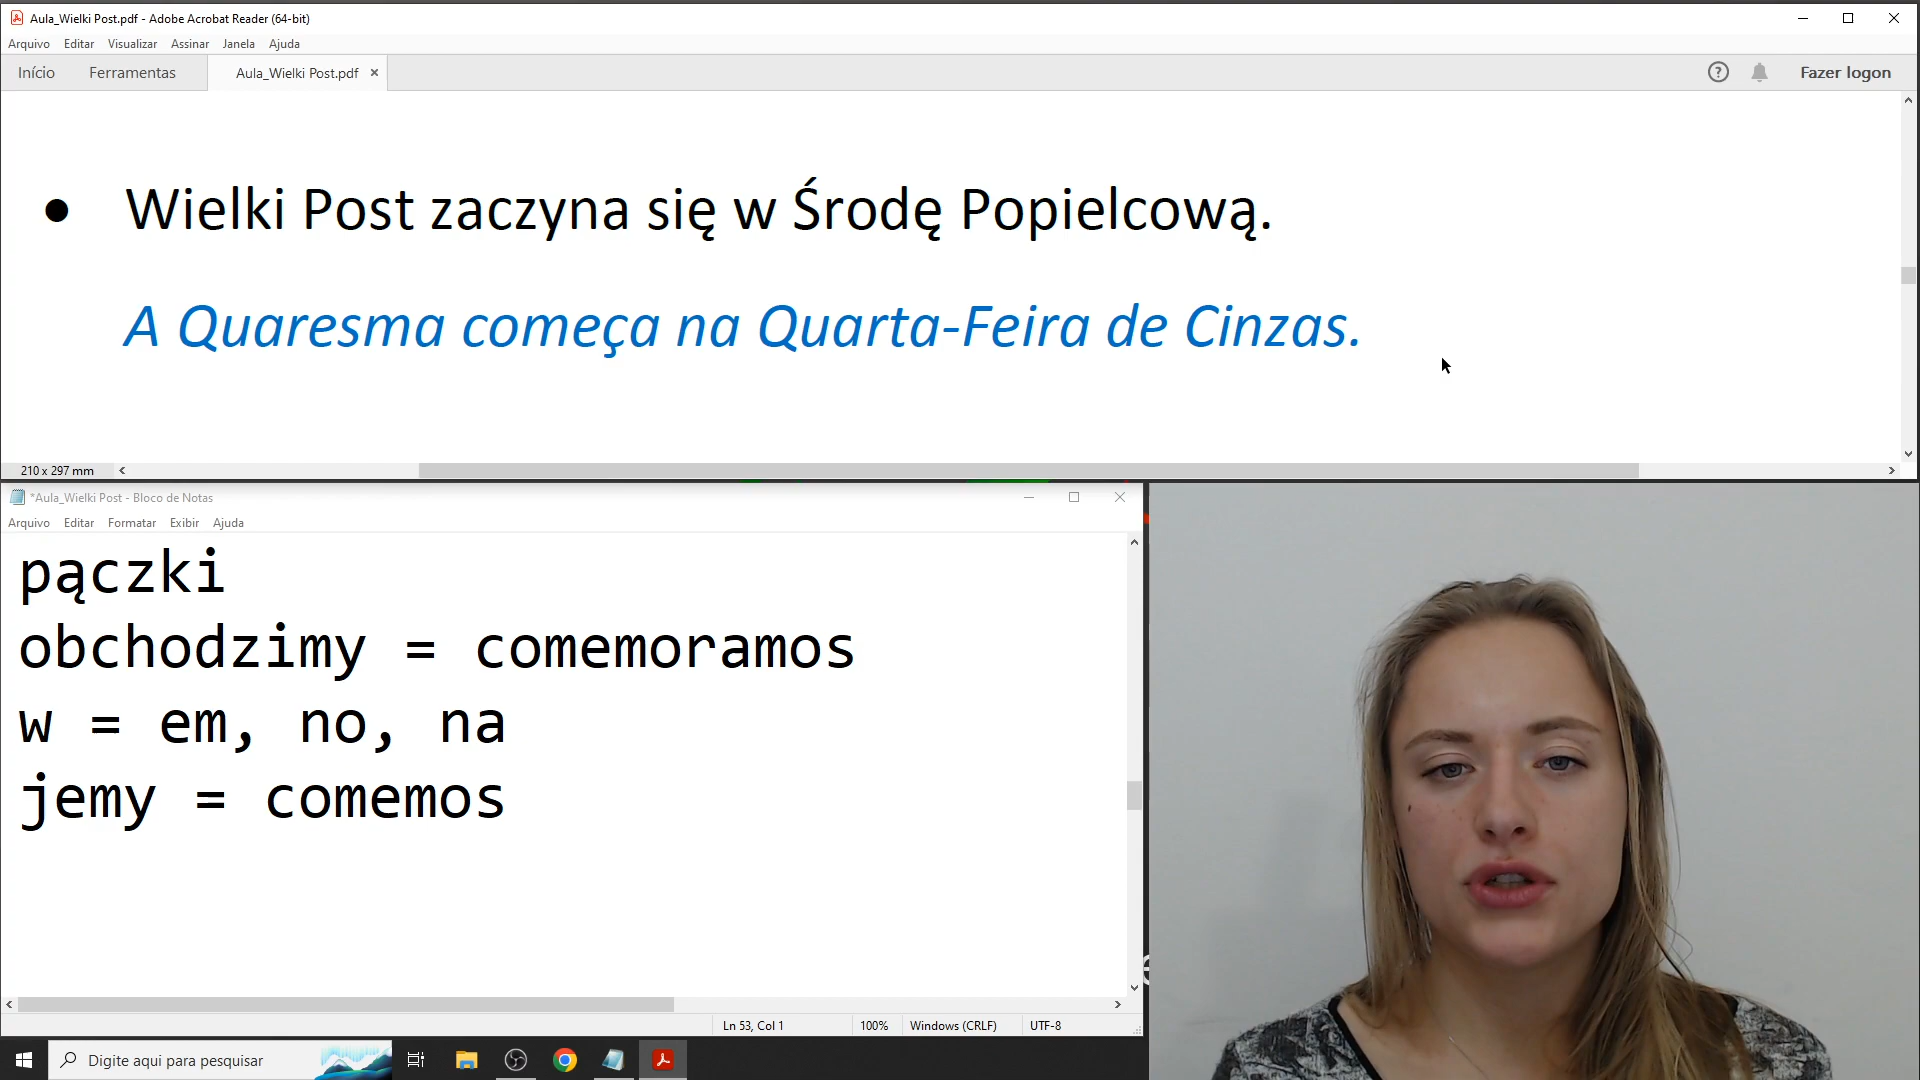 Aula_Wielki Post.pdf - Adobe Acrobat Reader (64-bit)
Arquivo Editar Visualizar Assinar Janela Ajuda
Início Ferramentas Aula_Wielki Post.pdf × ? Fazer logon
• Wielki Post zaczyna się w Środę Popielcową.
A Quaresma começa na Quarta-Feira de Cinzas.
210 x 297 mm
*Aula_Wielki Post - Bloco de Notas
Arquivo Editar Formatar Exibir Ajuda
pączki
obchodzimy = comemoramos
w = em, no, na
jemy = comemos
Ln 53, Col 1 100% Windows (CRLF) UTF-8
Digite aqui para pesquisar